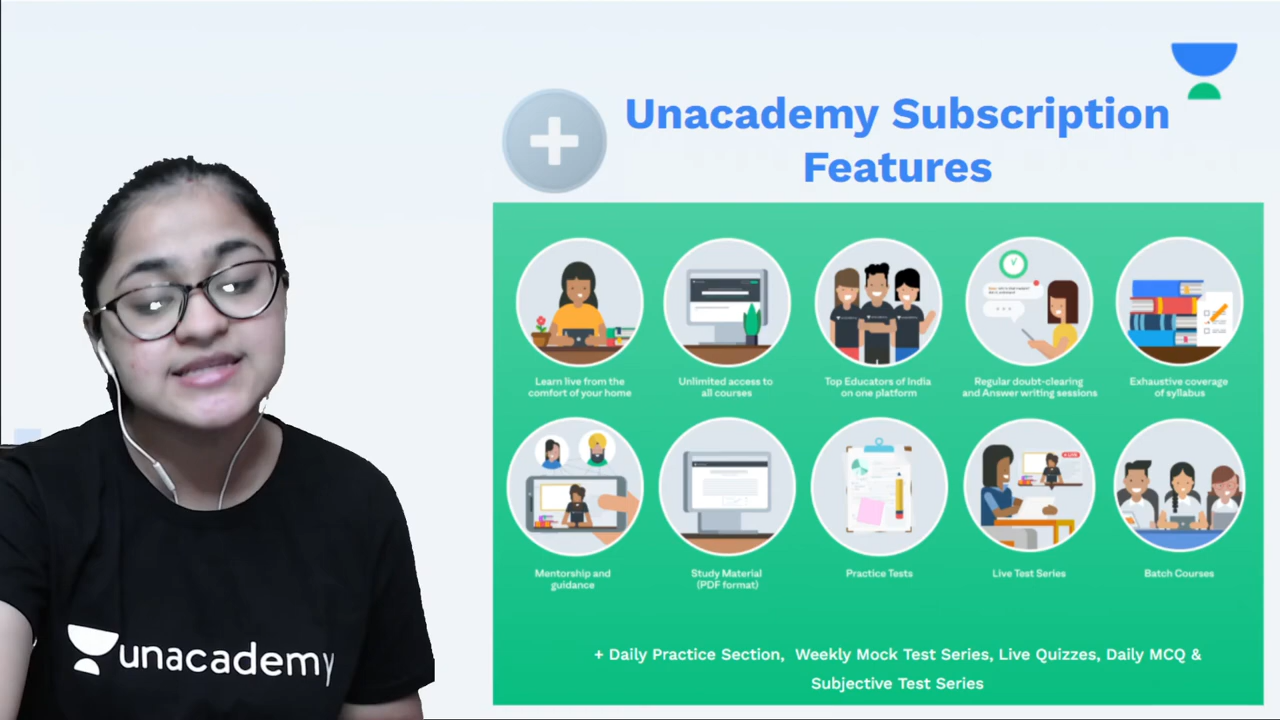 Unacademy Subscription
Features
Learn live from the
comfort of your home
Unlimited access to
all courses
Top Educators of India
on one platform
Regular doubt-clearing
and Answer writing sessions
Exhaustive coverage
of syllabus
Mentorship and
guidance
Study Material
(PDF format)
Practice Tests
Live Test Series
Batch Courses
+ Daily Practice Section, Weekly Mock Test Series, Live Quizzes, Daily MCQ &
Subjective Test Series
unacademy